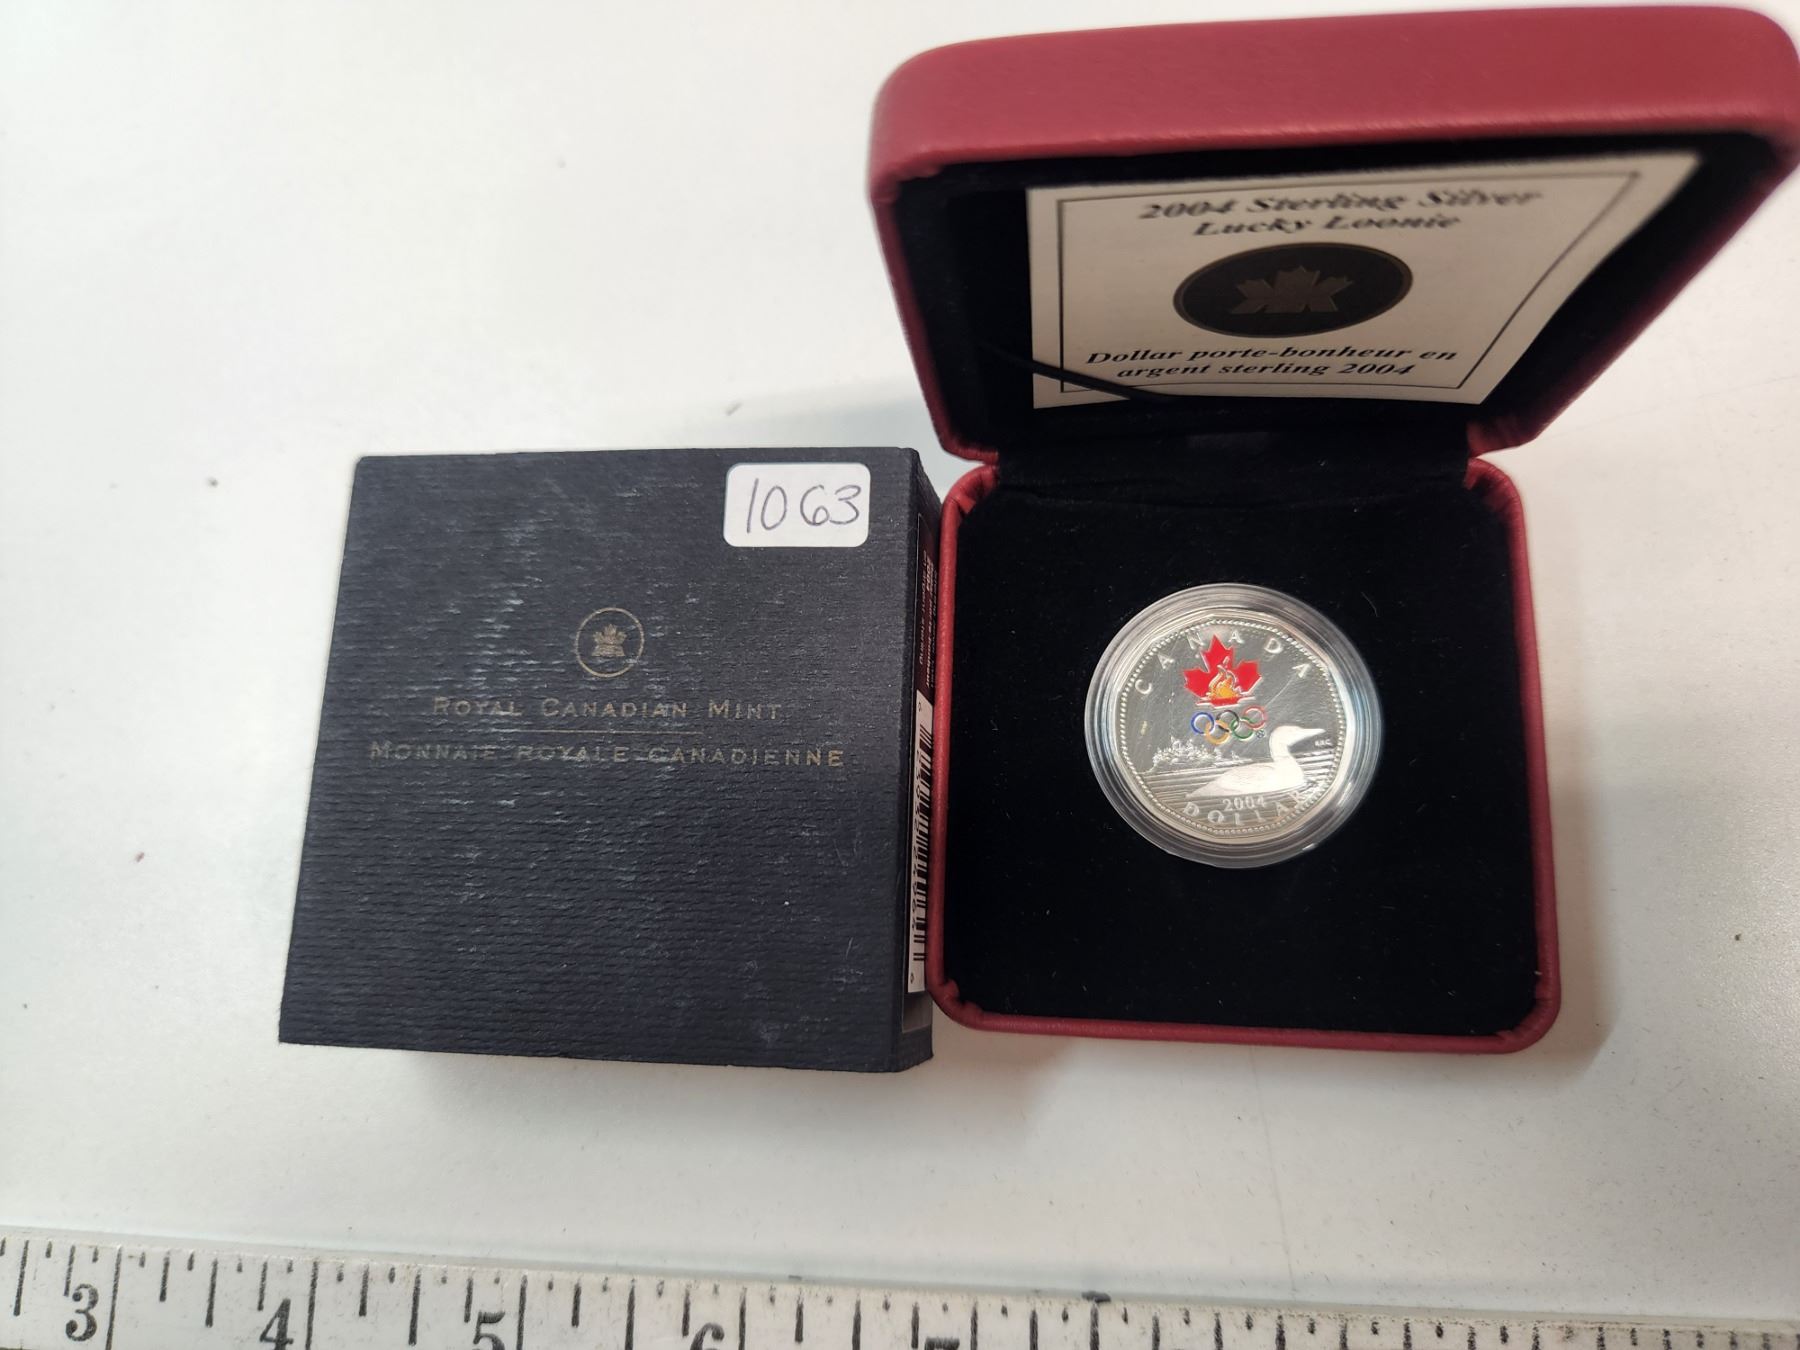 2004 Sterling Silver
Lucky Loonie
Dollar porte-bonheur en
argent sterling 2004
1063
ROYAL CANADIAN MINT
MONNAIE ROYALE CANADIENNE
CANADA
2004
DOLLAR
3 4 5 6 7